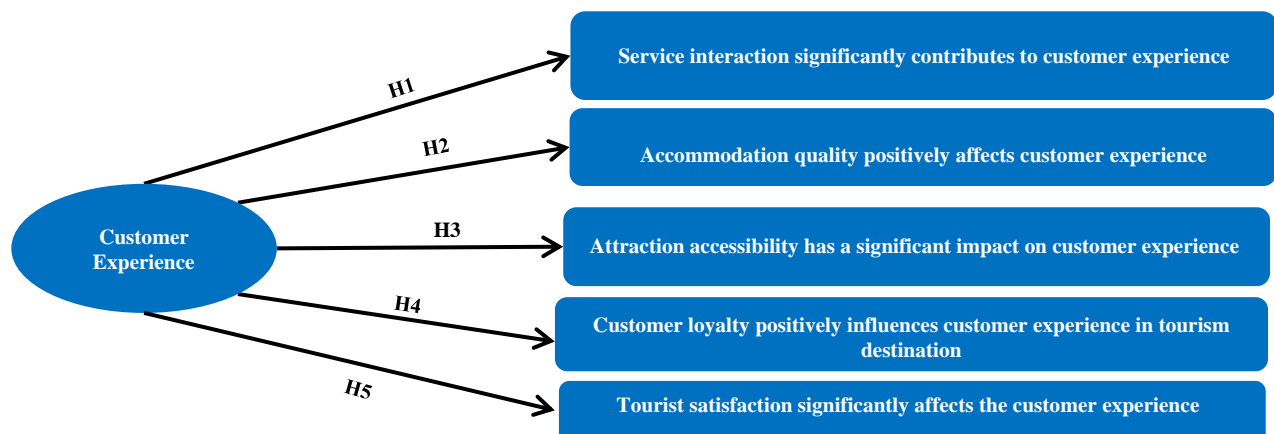 Service interaction significantly contributes to customer experience
H1
Accommodation quality positively affects customer experience
H2
Customer
Experience
H3
Attraction accessibility has a significant impact on customer experience
H4
Customer loyalty positively influences customer experience in tourism
destination
H5
Tourist satisfaction significantly affects the customer experience